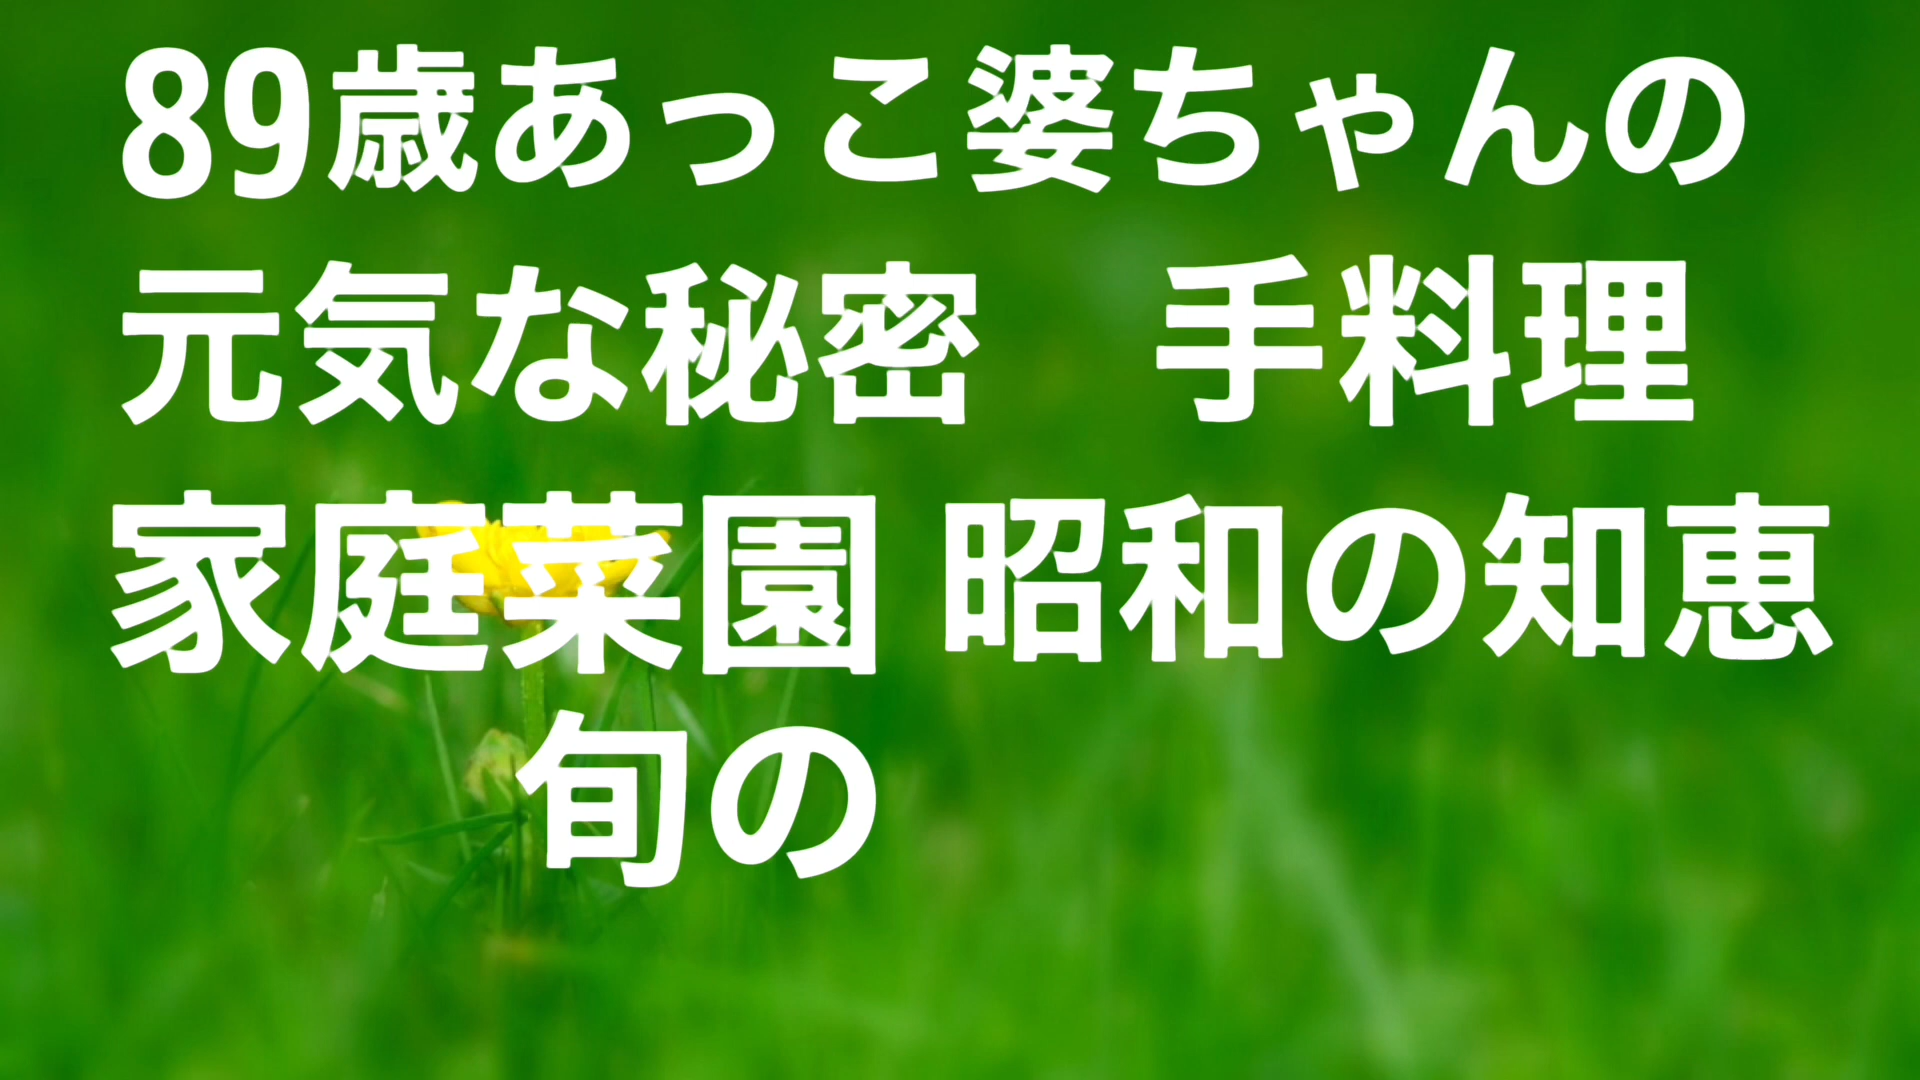 89歳あっこ婆ちゃんの
元気な秘密　手料理
家庭菜園 昭和の知恵
旬の